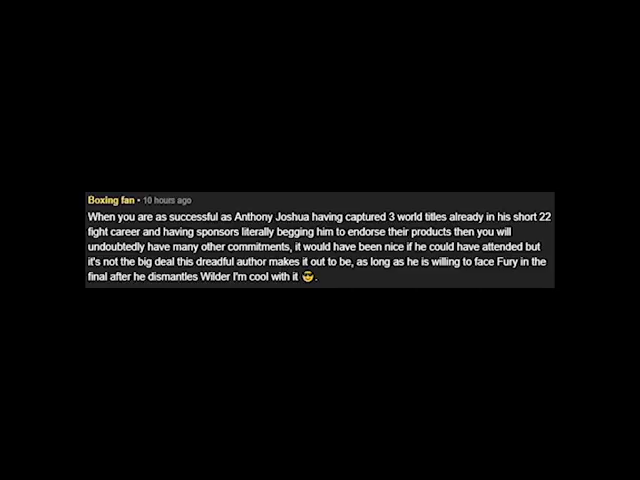 Boxing fan • 10 hours ago
When you are as successful as Anthony Joshua having captured 3 world titles already in his short 22
fight career and having sponsors literally begging him to endorse their products then you will
undoubtedly have many other commitments, it would have been nice if he could have attended but
it's not the big deal this dreadful author makes it out to be, as long as he is willing to face Fury in the
final after he dismantles Wilder I'm cool with it 😎.